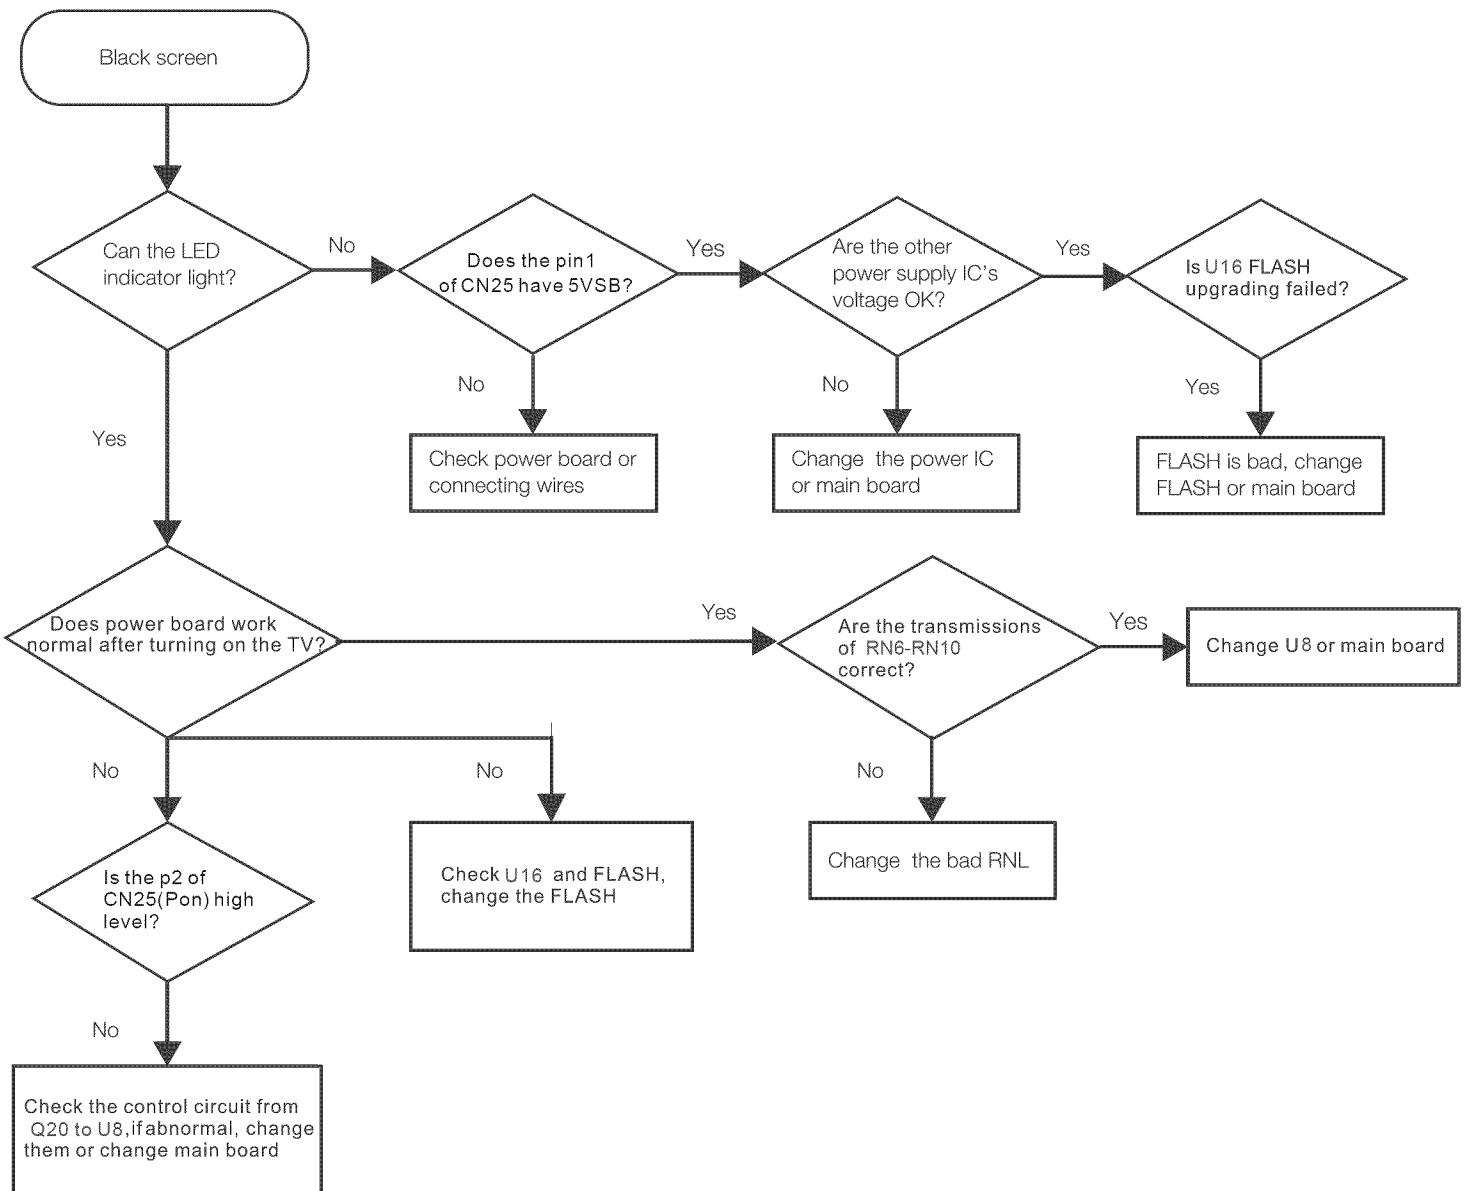 Black screen
Can the LED
indicator light?
No
Does the pin1
of CN25 have 5VSB?
Yes
Are the other
power supply IC's
voltage OK?
Yes
Is U16 FLASH
upgrading failed?
No
No
Yes
Yes
Check power board or
connecting wires
Change the power IC
or main board
FLASH is bad, change
FLASH or main board
Does power board work
normal after turning on the TV?
Yes
Are the transmissions
of RN6-RN10
correct?
Yes
Change U8 or main board
No
No
No
Is the p2 of
CN25(Pon) high
level?
Check U16 and FLASH,
change the FLASH
Change the bad RNL
No
Check the control circuit from
Q20 to U8,if abnormal, change
them or change main board